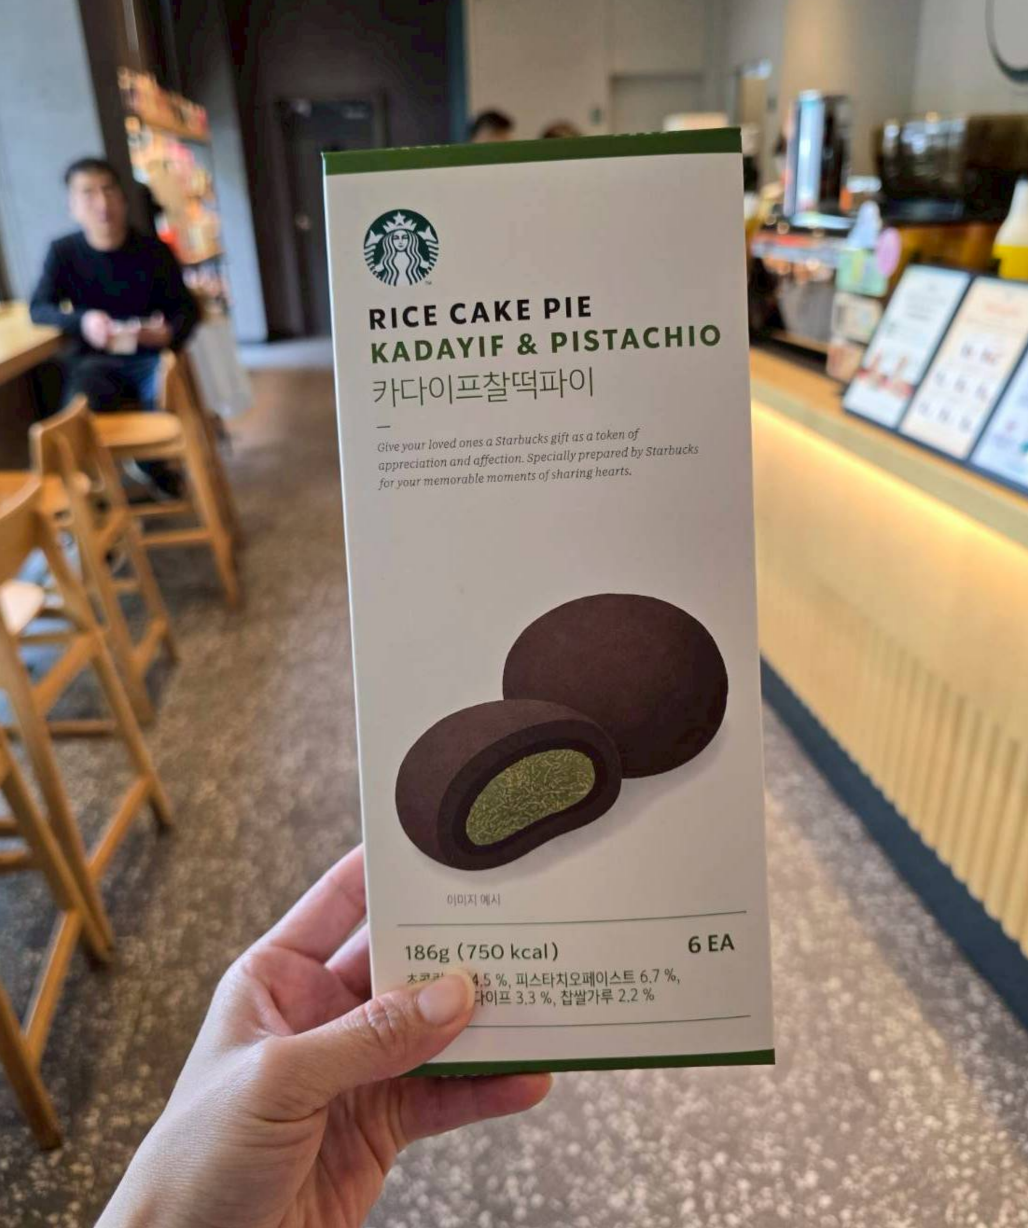 RICE CAKE PIE
KADAYIF & PISTACHIO
카다이프찰떡파이
Give your loved ones a Starbucks gift as a token of
appreciation and affection. Specially prepared by Starbucks
for your memorable moments of sharing hearts.
이미지 예시
186g (750 kcal)
6 EA
4.5 %, 피스타치오페이스트 6.7 %,
다이프 3.3 %, 찹쌀가루 2.2 %